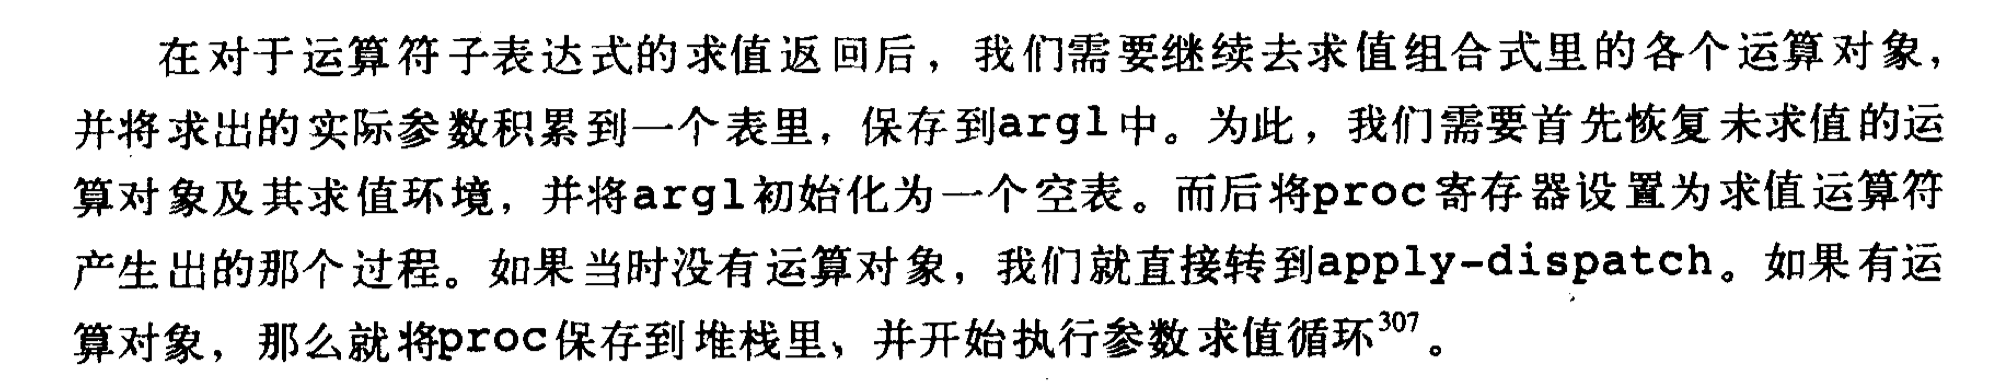 在对于运算符子表达式的求值返回后，我们需要继续去求值组合式里的各个运算对象，
并将求出的实际参数积累到一个表里，保存到argl中。为此，我们需要首先恢复未求值的运
算对象及其求值环境，并将argl初始化为一个空表。而后将proc寄存器设置为求值运算符
产生出的那个过程。如果当时没有运算对象，我们就直接转到apply-dispatch。如果有运
算对象，那么就将proc保存到堆栈里，并开始执行参数求值循环307。